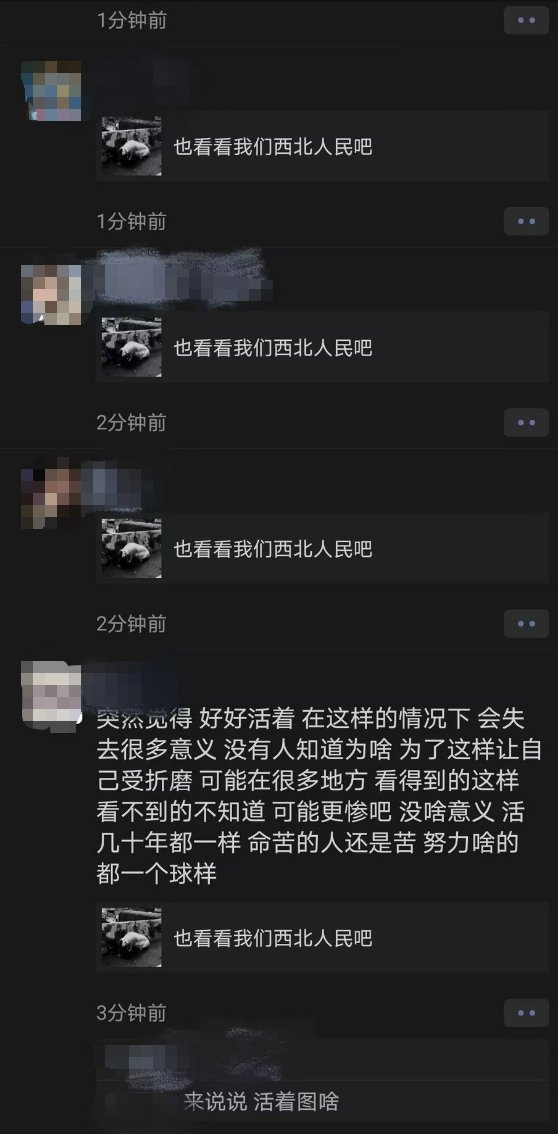 1分钟前
也看看我们西北人民吧
1分钟前
也看看我们西北人民吧
2分钟前
也看看我们西北人民吧
2分钟前
突然觉得 好好活着 在这样的情况下 会失
去很多意义 没有人知道为啥 为了这样让自
己受折磨 可能在很多地方 看得到的这样
看不到的不知道 可能更惨吧 没啥意义 活
几十年都一样 命苦的人还是苦 努力啥的
都一个球样
也看看我们西北人民吧
3分钟前
来说说 活着图啥